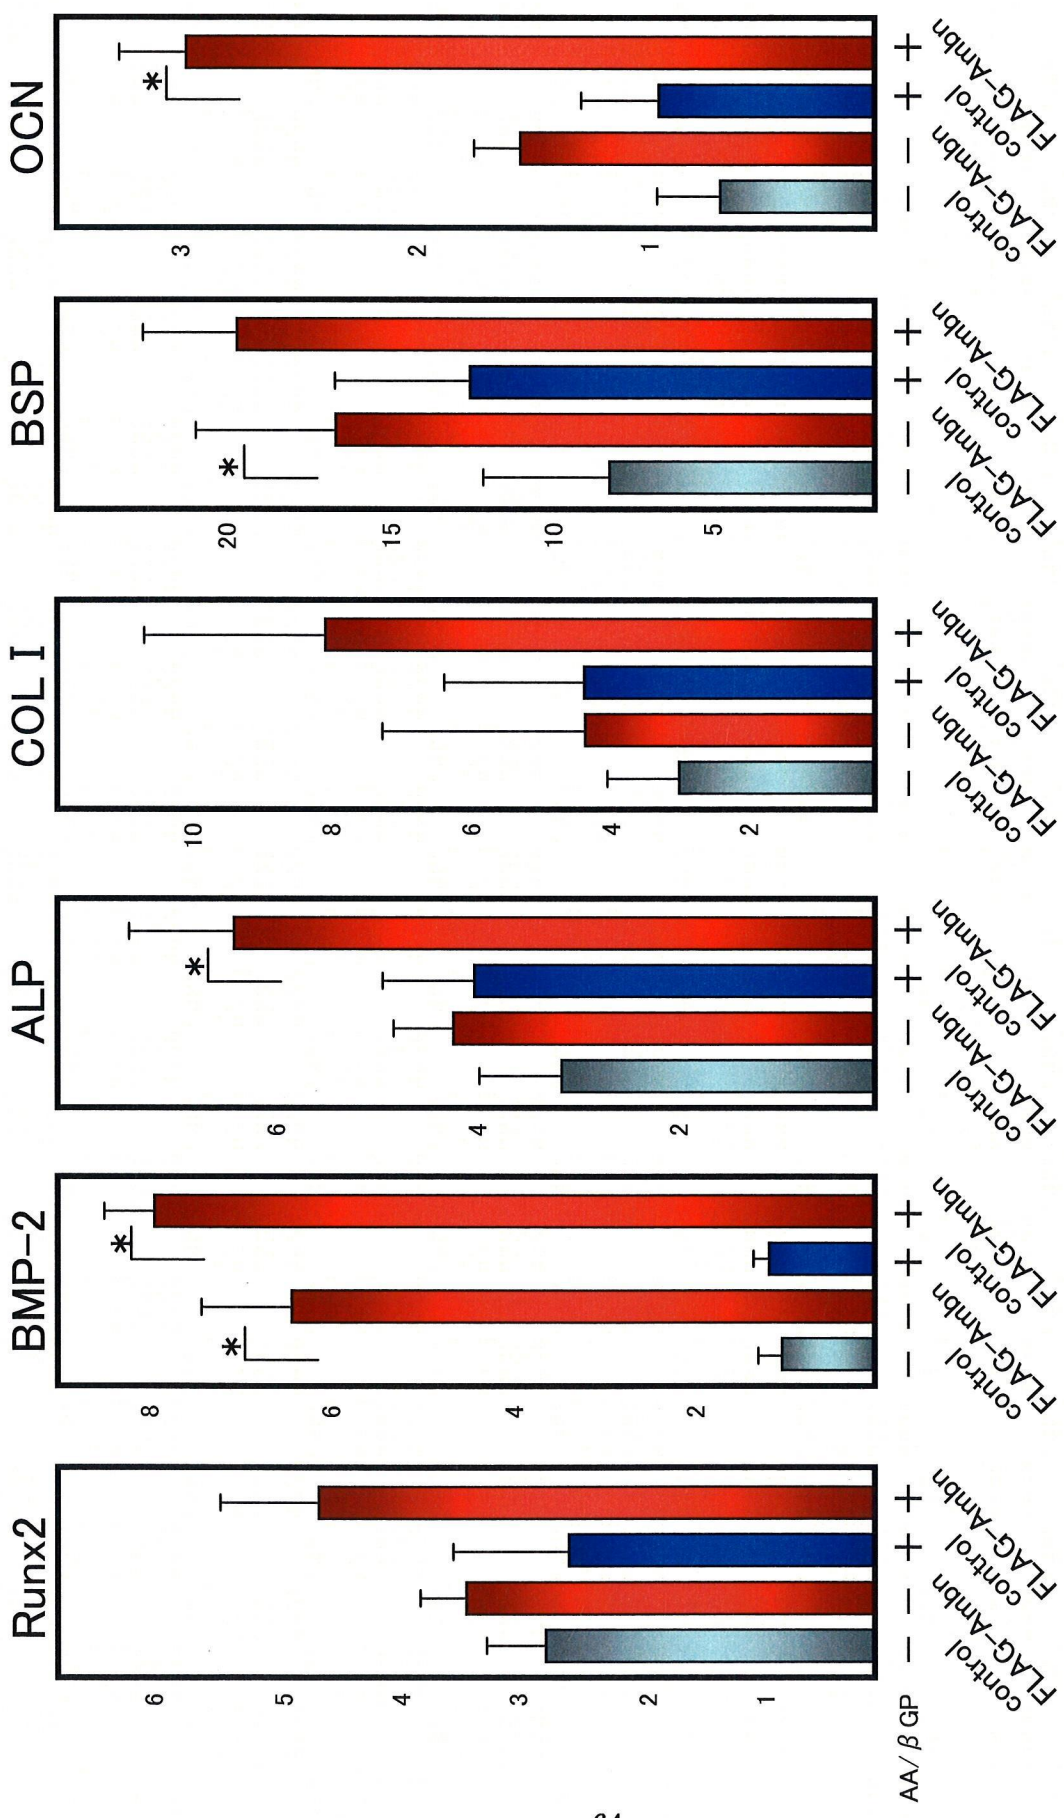 Runx2
6
5
4
3
2
1
AA/βGP
−
−
+
+
control
FLAG-Ambn
control
FLAG-Ambn
BMP-2
8
6
4
2
*
*
−
−
+
+
control
FLAG-Ambn
control
FLAG-Ambn
ALP
6
4
2
*
−
−
+
+
control
FLAG-Ambn
control
FLAG-Ambn
COL I
10
8
6
4
2
−
−
+
+
control
FLAG-Ambn
control
FLAG-Ambn
BSP
20
15
10
5
*
−
−
+
+
control
FLAG-Ambn
control
FLAG-Ambn
OCN
3
2
1
*
−
−
+
+
control
FLAG-Ambn
control
FLAG-Ambn